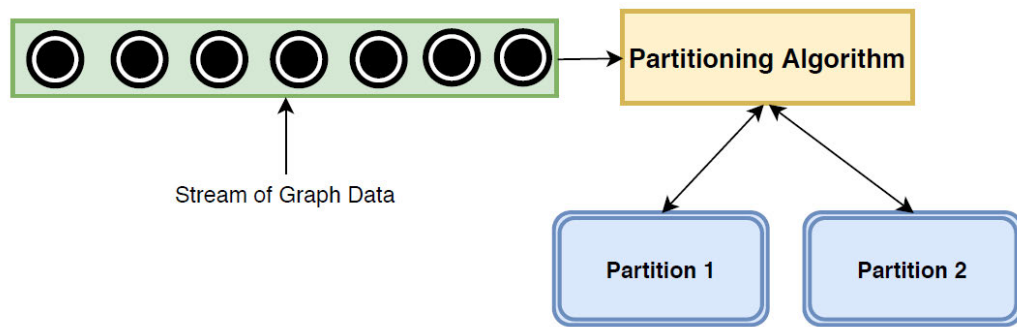 Partitioning Algorithm
Stream of Graph Data
Partition 1
Partition 2